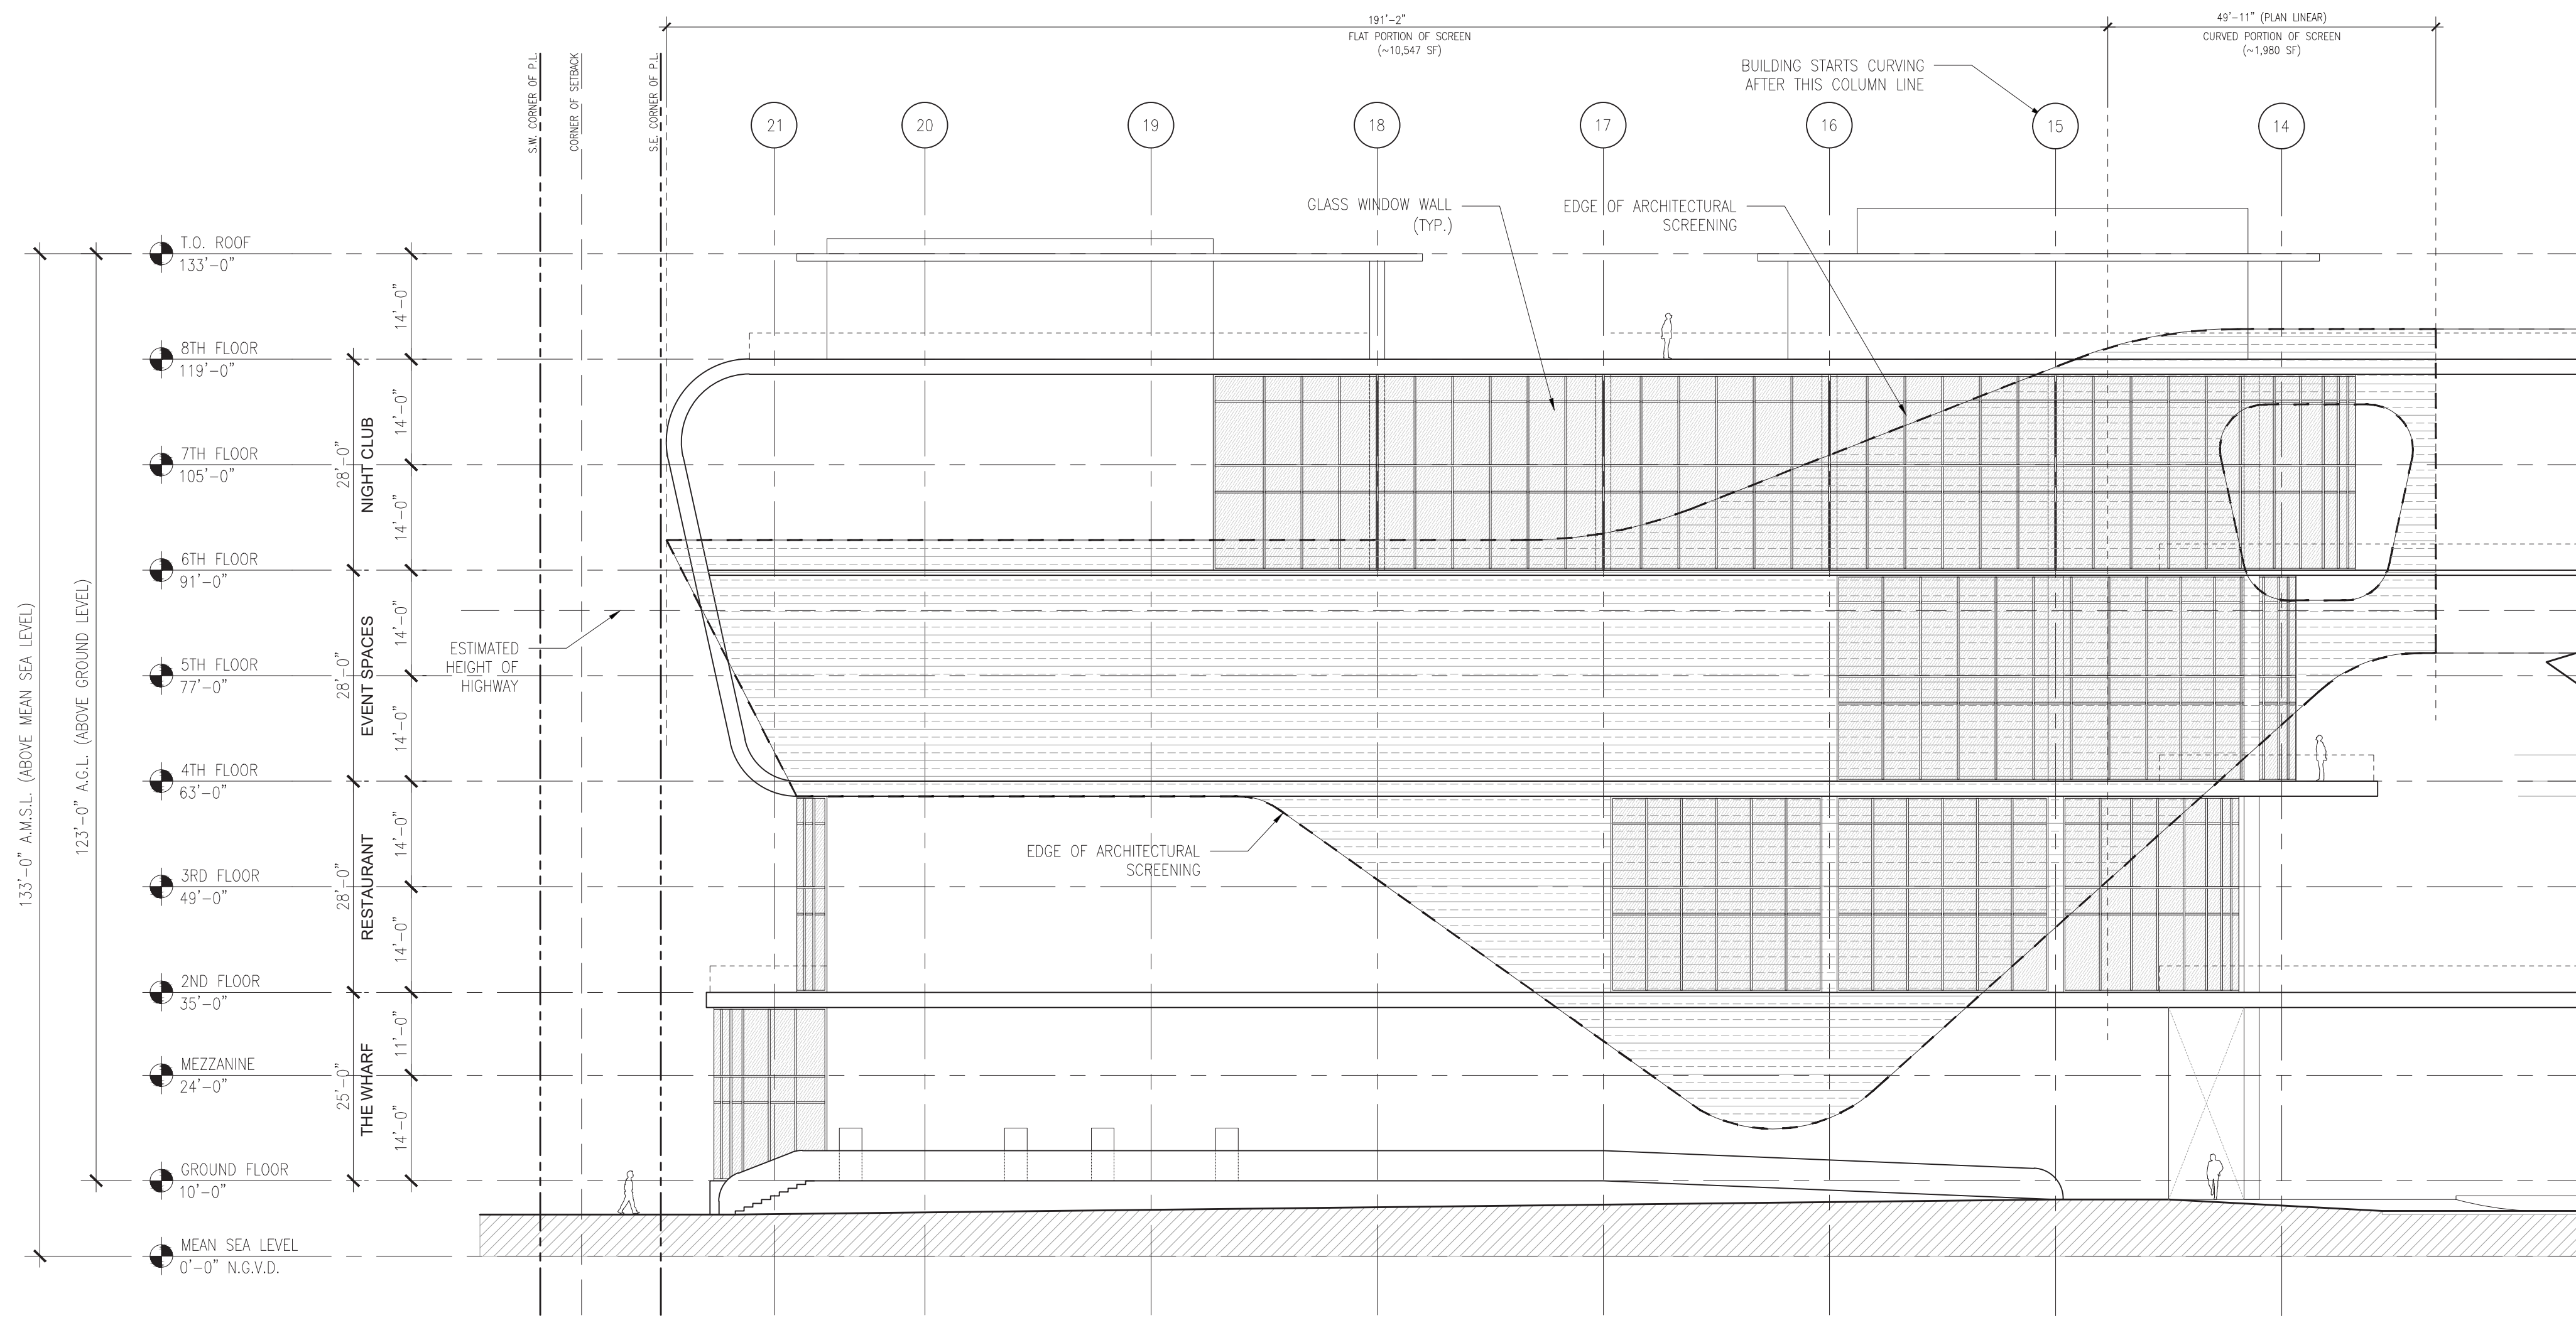 191'-2"
FLAT PORTION OF SCREEN
(~10,547 SF)
49'-11" (PLAN LINEAR)
CURVED PORTION OF SCREEN
(~1,980 SF)
S.W. CORNER OF P.L.
CORNER OF SETBACK
S.E. CORNER OF P.L.
BUILDING STARTS CURVING
AFTER THIS COLUMN LINE
21
20
19
18
17
16
15
14
GLASS WINDOW WALL
(TYP.)
EDGE OF ARCHITECTURAL
SCREENING
T.O. ROOF
133'-0"
14'-0"
8TH FLOOR
119'-0"
14'-0"
7TH FLOOR
105'-0"
28'-0"
NIGHT CLUB
14'-0"
6TH FLOOR
91'-0"
14'-0"
ESTIMATED
HEIGHT OF
HIGHWAY
5TH FLOOR
77'-0"
28'-0"
EVENT SPACES
14'-0"
4TH FLOOR
63'-0"
14'-0"
EDGE OF ARCHITECTURAL
SCREENING
3RD FLOOR
49'-0"
28'-0"
RESTAURANT
14'-0"
2ND FLOOR
35'-0"
11'-0"
MEZZANINE
24'-0"
25'-0"
THE WHARF
14'-0"
GROUND FLOOR
10'-0"
MEAN SEA LEVEL
0'-0" N.G.V.D.
133'-0" A.M.S.L. (ABOVE MEAN SEA LEVEL)
123'-0" A.G.L. (ABOVE GROUND LEVEL)